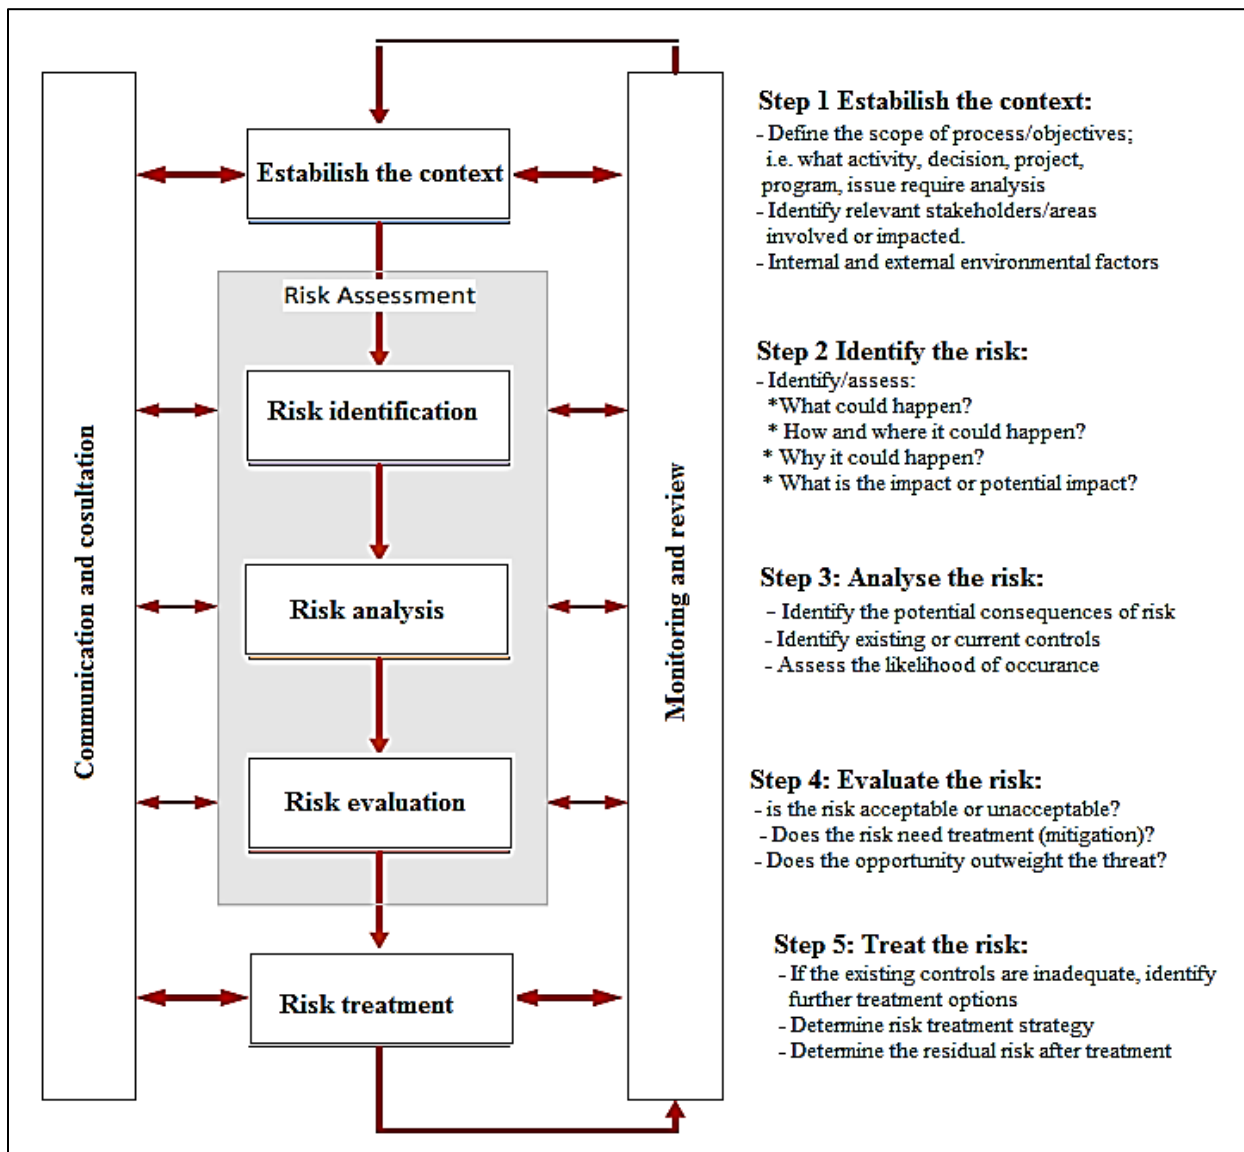 Communication and cosultation
Estabilish the context
Risk Assessment
Risk identification
Risk analysis
Risk evaluation
Risk treatment
Monitoring and review
Step 1 Estabilish the context:
- Define the scope of process/objectives;
i.e. what activity, decision, project,
program, issue require analysis
- Identify relevant stakeholders/areas
involved or impacted.
- Internal and external environmental factors
Step 2 Identify the risk:
- Identify/assess:
*What could happen?
* How and where it could happen?
* Why it could happen?
* What is the impact or potential impact?
Step 3: Analyse the risk:
- Identify the potential consequences of risk
- Identify existing or current controls
- Assess the likelihood of occurance
Step 4: Evaluate the risk:
- is the risk acceptable or unacceptable?
- Does the risk need treatment (mitigation)?
- Does the opportunity outweight the threat?
Step 5: Treat the risk:
- If the existing controls are inadequate, identify
further treatment options
- Determine risk treatment strategy
- Determine the residual risk after treatment